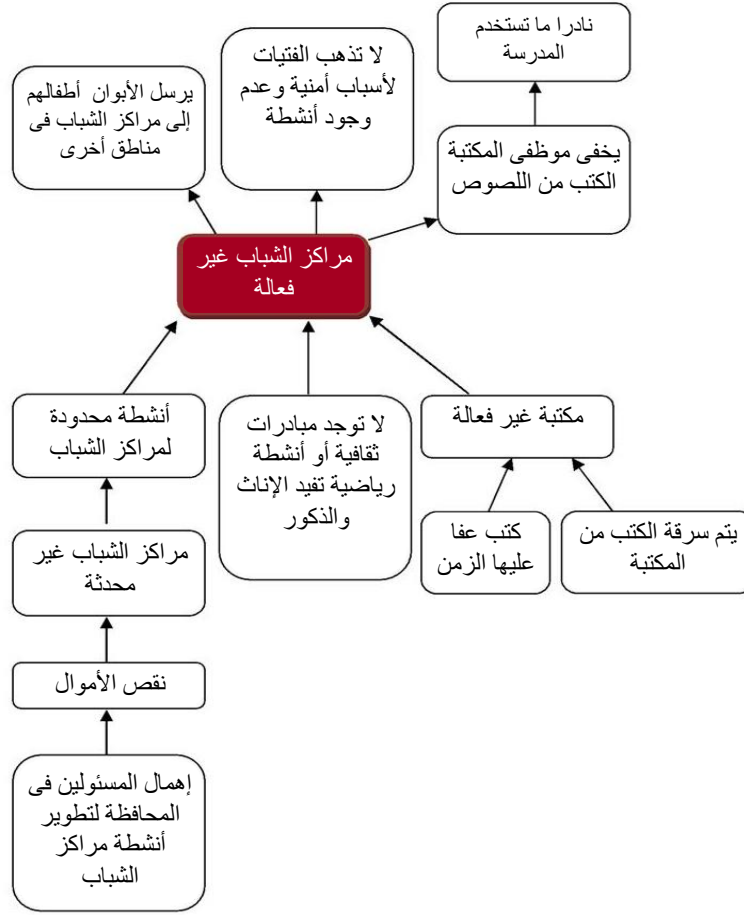 نادرا ما تستخدم
المدرسة
لا تذهب الفتيات
لأسباب أمنية وعدم
وجود أنشطة
يرسل الأبوان أطفالهم
إلى مراكز الشباب فى
مناطق أخرى
يخفى موظفى المكتبة
الكتب من اللصوص
مراكز الشباب غير
فعالة
مكتبة غير فعالة
لا توجد مبادرات
ثقافية أو أنشطة
رياضية تفيد الإناث
والذكور
أنشطة محدودة
لمراكز الشباب
يتم سرقة الكتب من
المكتبة
كتب عفا
عليها الزمن
مراكز الشباب غير
محدثة
نقص الأموال
إهمال المسئولين فى
المحافظة لتطوير
أنشطة مراكز
الشباب